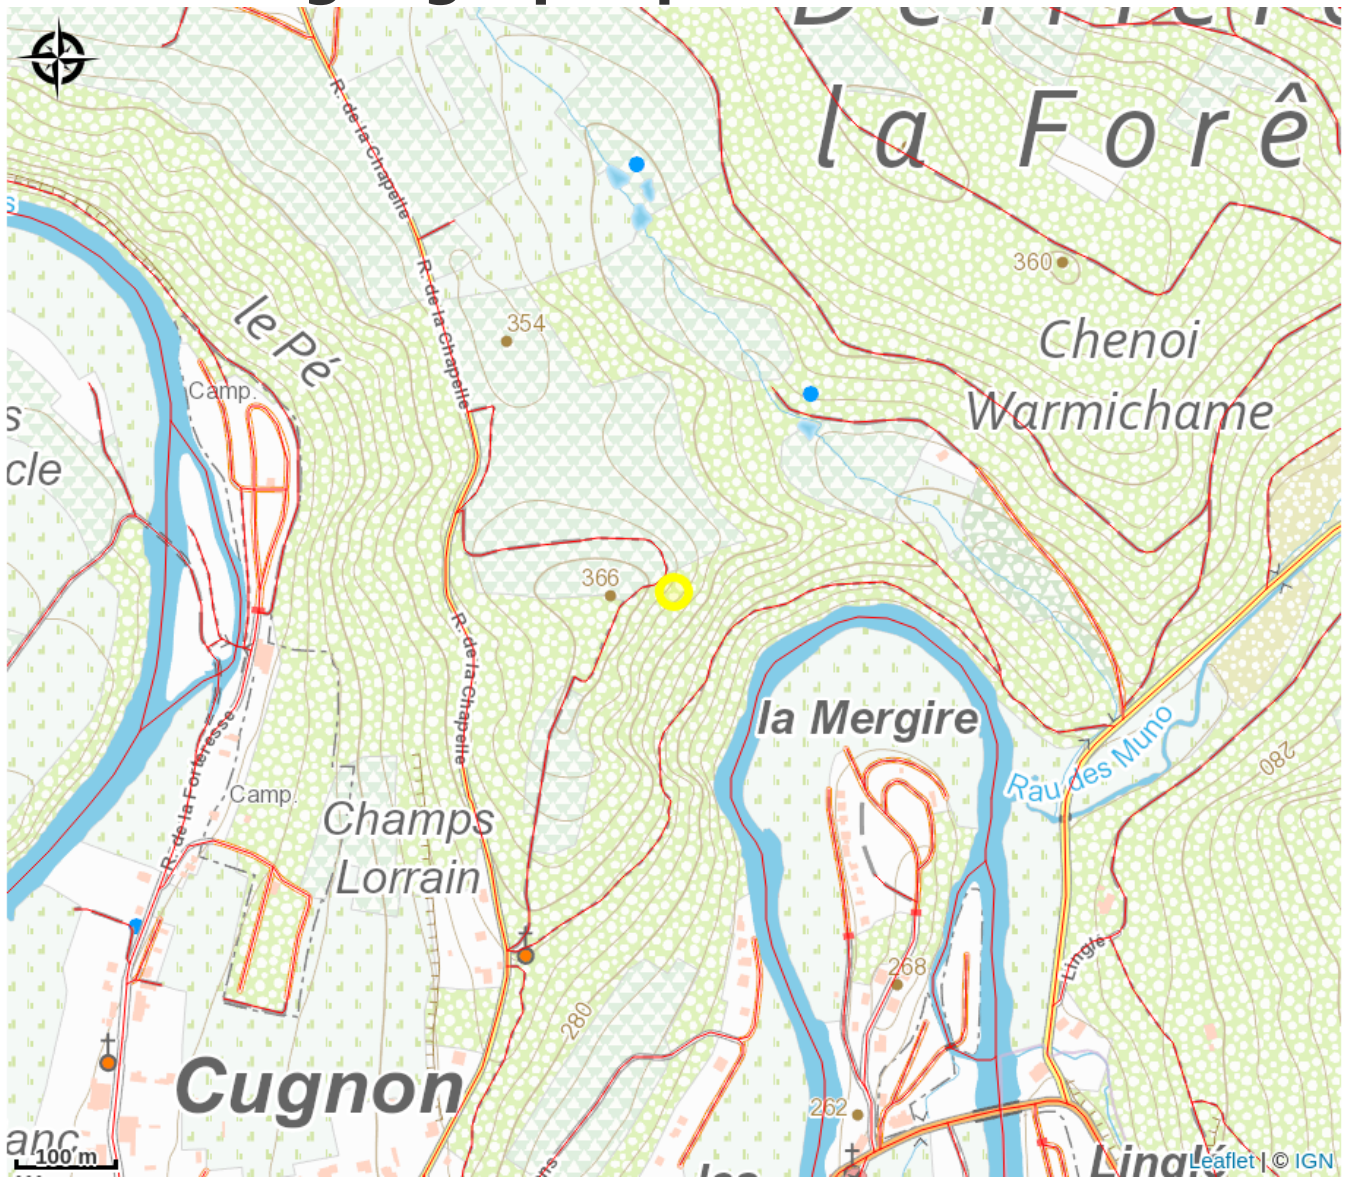 la Forê
R. de la Chapelle
R. de la Chapelle
360
le Pé
354
Chenoi
Warmichame
Camp.
366
R. de la Chapelle
la Mergire
Rau des Muno
280
R. de la Forteresse
Camp.
Champs
Lorrain
Linglé
268
280
Cugnon
262
100 m
Linglé
Leaflet | © IGN